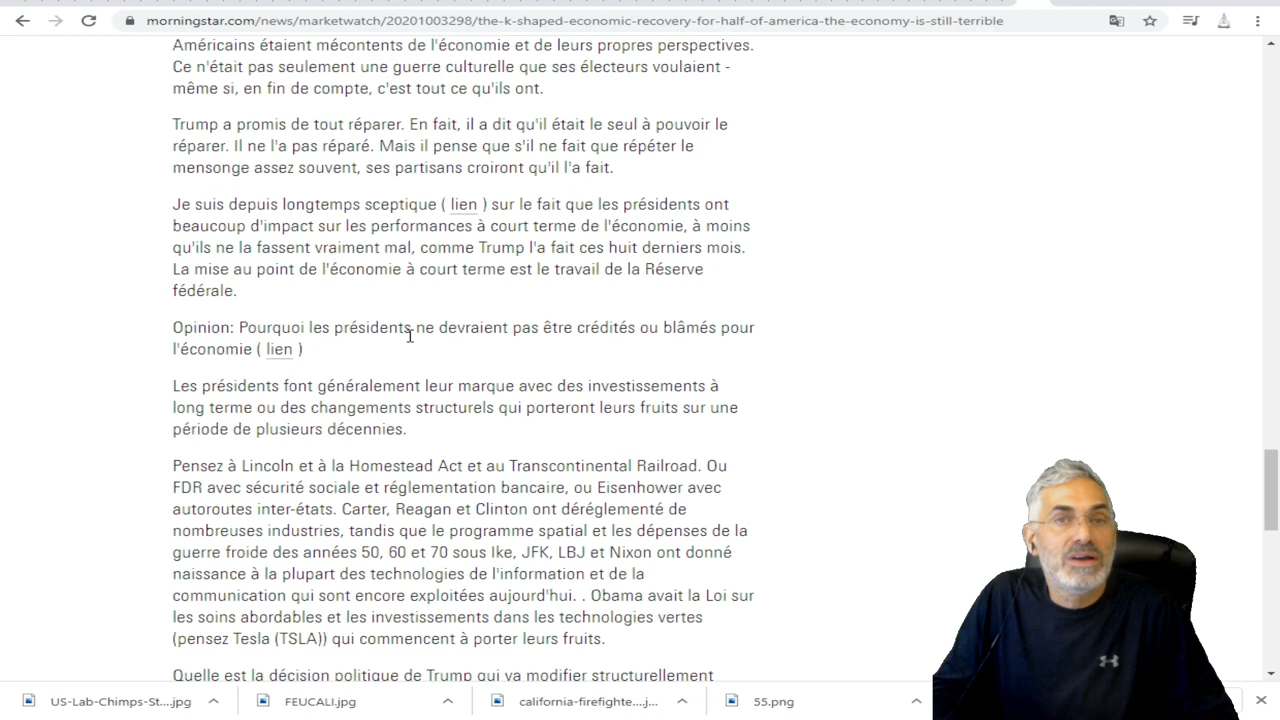 morningstar.com/news/marketwatch/20201003298/the-k-shaped-economic-recovery-for-half-of-america-the-economy-is-still-terrible
Américains étaient mécontents de l'économie et de leurs propres perspectives.
Ce n'était pas seulement une guerre culturelle que ses électeurs voulaient -
même si, en fin de compte, c'est tout ce qu'ils ont.
Trump a promis de tout réparer. En fait, il a dit qu'il était le seul à pouvoir le
réparer. Il ne l'a pas réparé. Mais il pense que s'il ne fait que répéter le
mensonge assez souvent, ses partisans croiront qu'il l'a fait.
Je suis depuis longtemps sceptique ( lien ) sur le fait que les présidents ont
beaucoup d'impact sur les performances à court terme de l'économie, à moins
qu'ils ne la fassent vraiment mal, comme Trump l'a fait ces huit derniers mois.
La mise au point de l'économie à court terme est le travail de la Réserve
fédérale.
Opinion: Pourquoi les présidents ne devraient pas être crédités ou blâmés pour
l'économie ( lien )
Les présidents font généralement leur marque avec des investissements à
long terme ou des changements structurels qui porteront leurs fruits sur une
période de plusieurs décennies.
Pensez à Lincoln et à la Homestead Act et au Transcontinental Railroad. Ou
FDR avec sécurité sociale et réglementation bancaire, ou Eisenhower avec
autoroutes inter-états. Carter, Reagan et Clinton ont déréglementé de
nombreuses industries, tandis que le programme spatial et les dépenses de la
guerre froide des années 50, 60 et 70 sous Ike, JFK, LBJ et Nixon ont donné
naissance à la plupart des technologies de l'information et de la
communication qui sont encore exploitées aujourd'hui. . Obama avait la Loi sur
les soins abordables et les investissements dans les technologies vertes
(pensez Tesla (TSLA)) qui commencent à porter leurs fruits.
Quelle est la décision politique de Trump qui va modifier structurellement
US-Lab-Chimps-St....jpg
FEUCALI.jpg
california-firefighte....j...
55.png